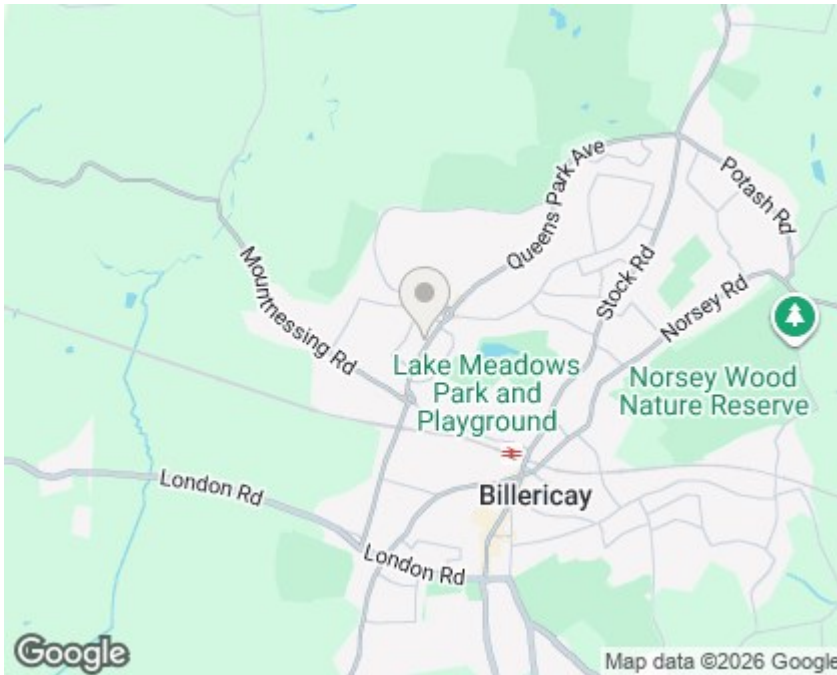 Queens Park Ave
Potash Rd
Mountnessing Rd
Stock Rd
Norsey Rd
Lake Meadows
Park and
Playground
Norsey Wood
Nature Reserve
London Rd
Billericay
London Rd
Google
Map data ©2026 Google